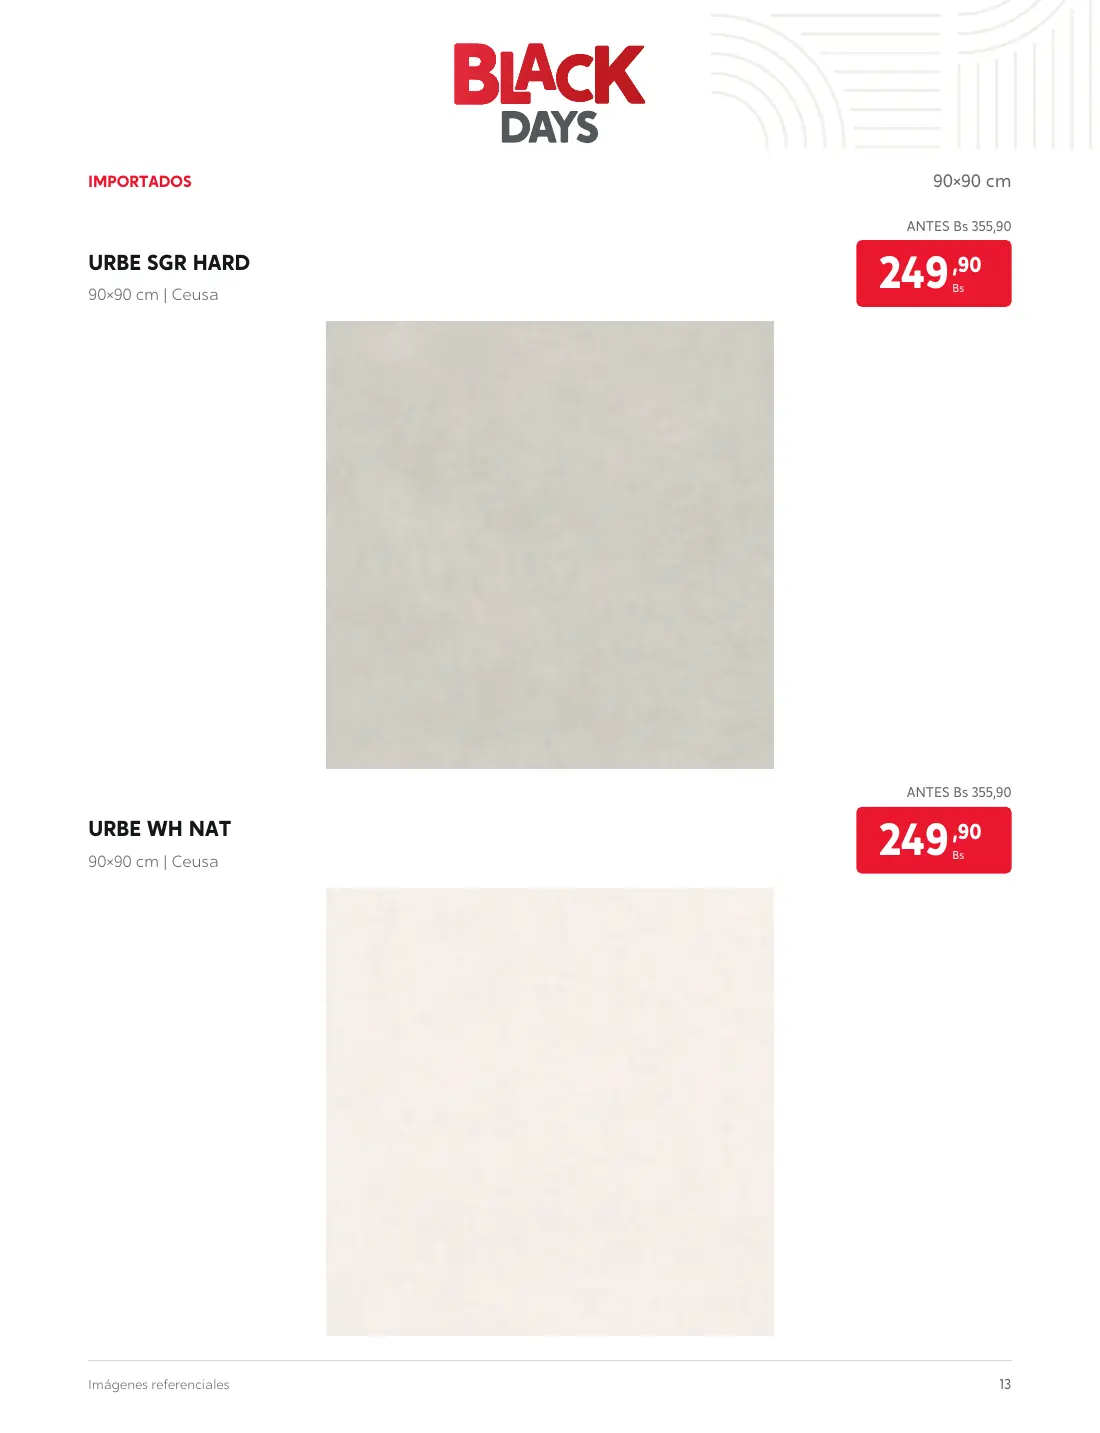 BLACK
DAYS
IMPORTADOS
90×90 cm
ANTES Bs 355,90
URBE SGR HARD
249,90
Bs
90×90 cm | Ceusa
ANTES Bs 355,90
URBE WH NAT
249,90
Bs
90×90 cm | Ceusa
Imágenes referenciales
13